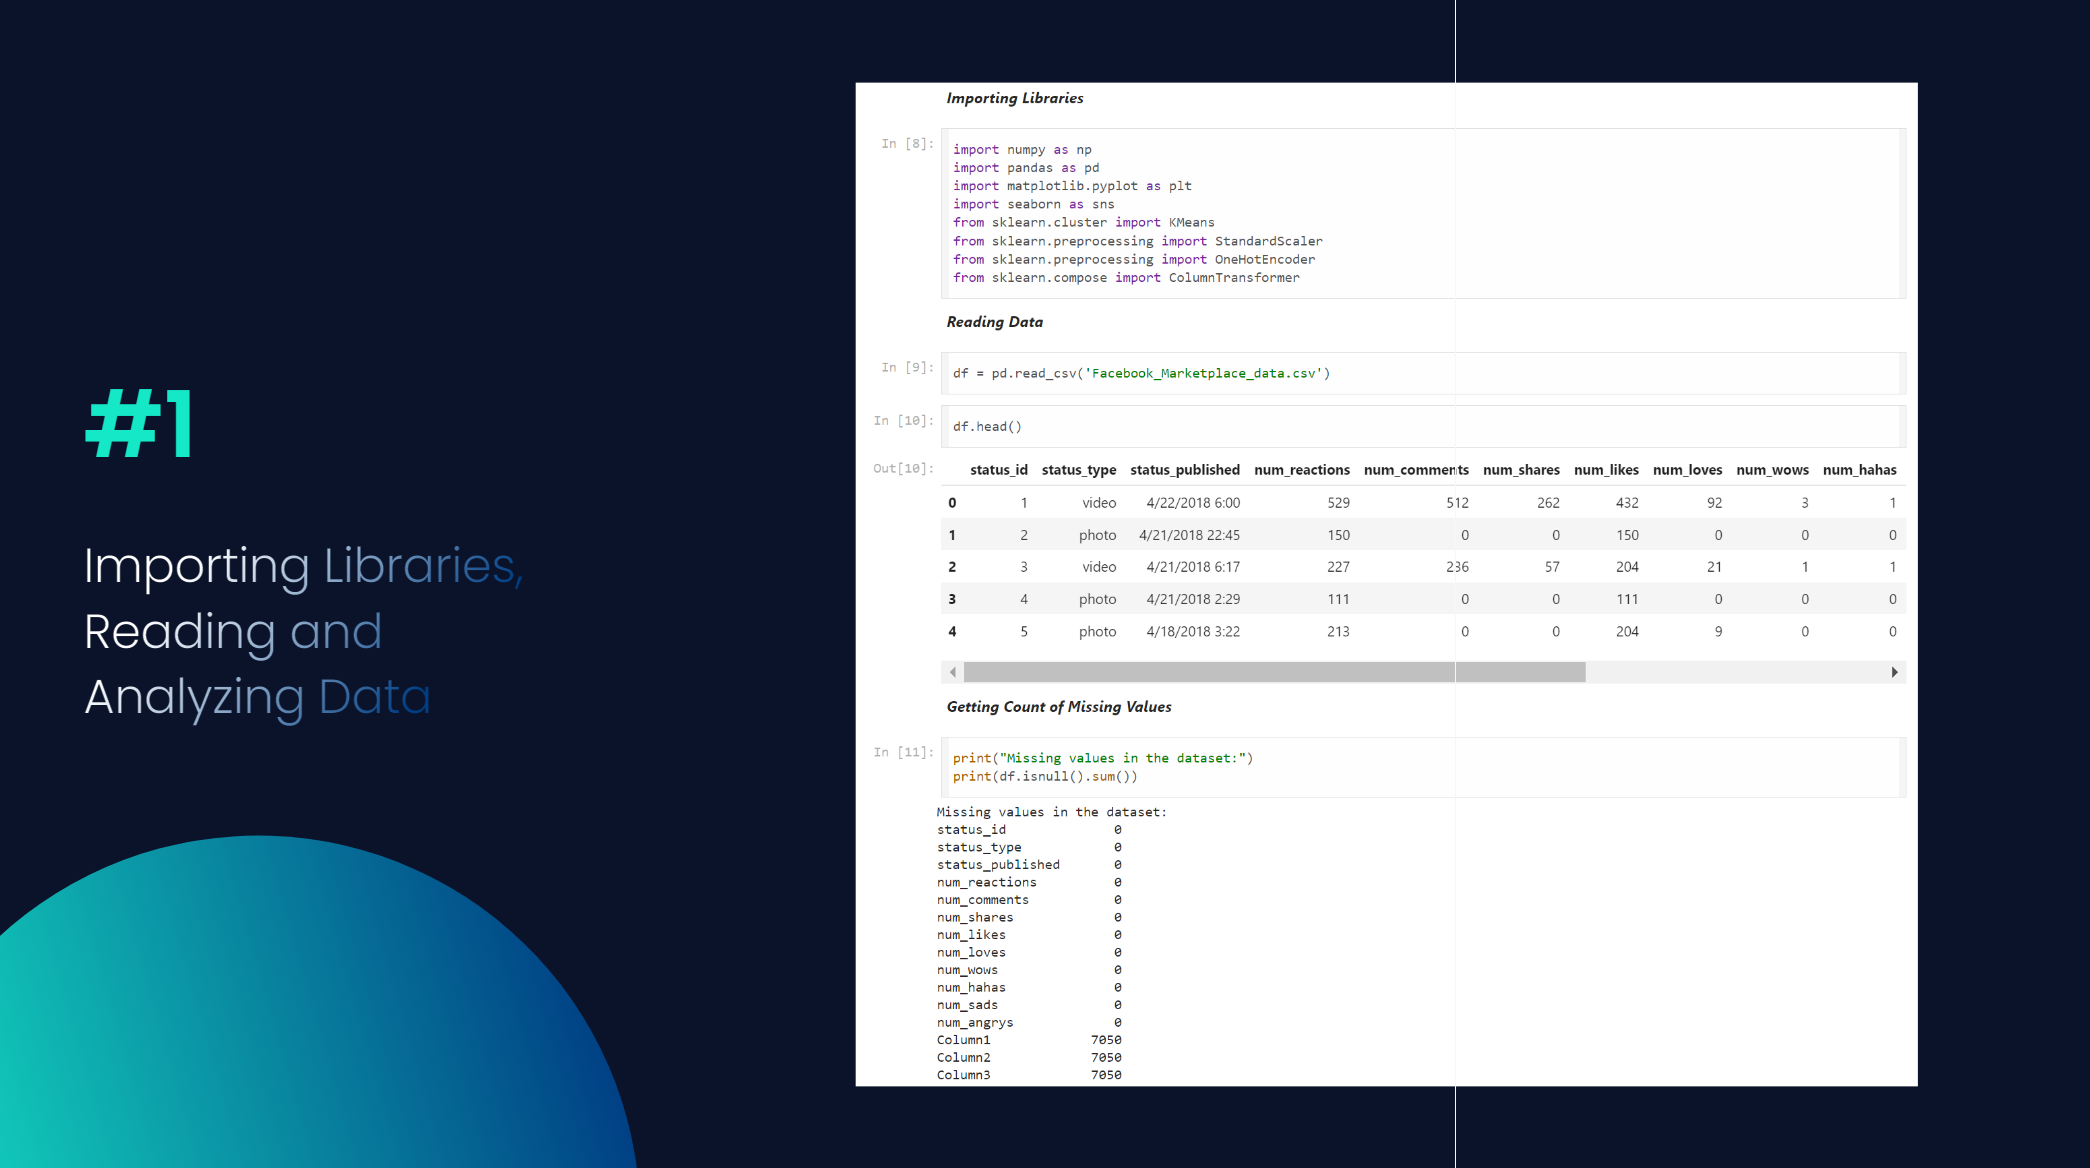 #1
Importing Libraries,
Reading and
Analyzing Data
Importing Libraries
In [8]:
import numpy as np
import pandas as pd
import matplotlib.pyplot as plt
import seaborn as sns
from sklearn.cluster import KMeans
from sklearn.preprocessing import StandardScaler
from sklearn.preprocessing import OneHotEncoder
from sklearn.compose import ColumnTransformer
Reading Data
In [9]: df = pd.read_csv('Facebook_Marketplace_data.csv')
In [10]: df.head()
Out[10]: status_id status_type status_published num_reactions num_comments num_shares num_likes num_loves num_wows num_hahas
0 1 video 4/22/2018 6:00 529 512 262 432 92 3 1
1 2 photo 4/21/2018 22:45 150 0 0 150 0 0 0
2 3 video 4/21/2018 6:17 227 236 57 204 21 1 1
3 4 photo 4/21/2018 2:29 111 0 0 111 0 0 0
4 5 photo 4/18/2018 3:22 213 0 0 204 9 0 0
Getting Count of Missing Values
In [11]:
print("Missing values in the dataset:")
print(df.isnull().sum())
Missing values in the dataset:
status_id 0
status_type 0
status_published 0
num_reactions 0
num_comments 0
num_shares 0
num_likes 0
num_loves 0
num_wows 0
num_hahas 0
num_sads 0
num_angrys 0
Column1 7050
Column2 7050
Column3 7050